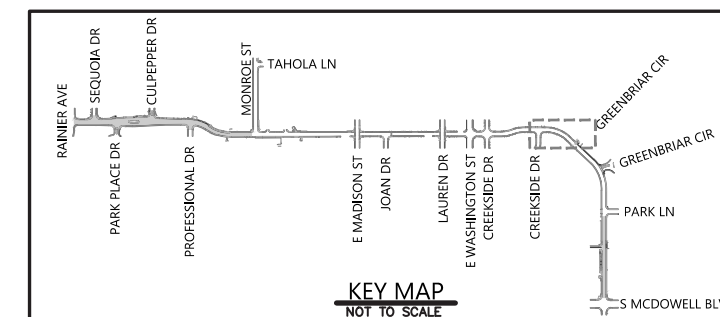 RAINIER AVE
SEQUOIA DR
CULPEPPER DR
PARK PLACE DR
PROFESSIONAL DR
MONROE ST
TAHOLA LN
E MADISON ST
JOAN DR
LAUREN DR
E WASHINGTON ST
CREEKSIDE DR
CREEKSIDE DR
GREENBRIAR CIR
GREENBRIAR CIR
PARK LN
S MCDOWELL BLV
KEY MAP
NOT TO SCALE